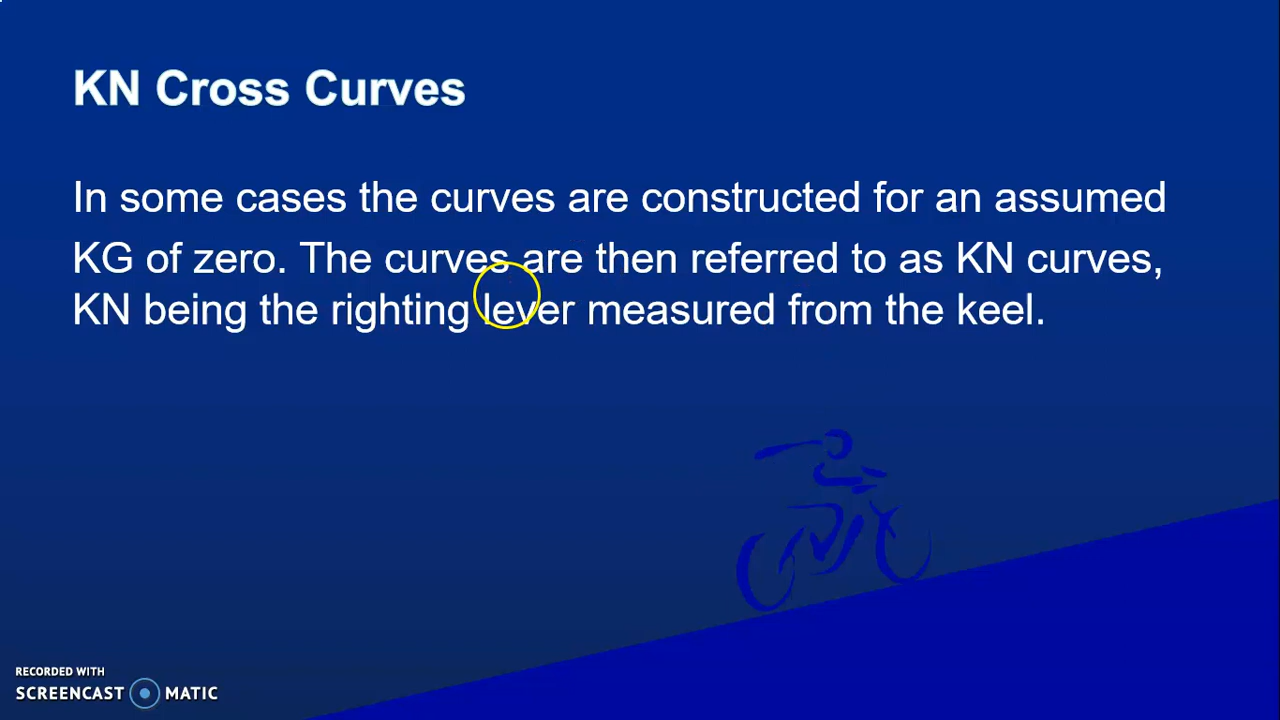 KN Cross Curves
In some cases the curves are constructed for an assumed
KG of zero. The curves are then referred to as KN curves,
KN being the righting lever measured from the keel.
RECORDED WITH
SCREENCAST MATIC